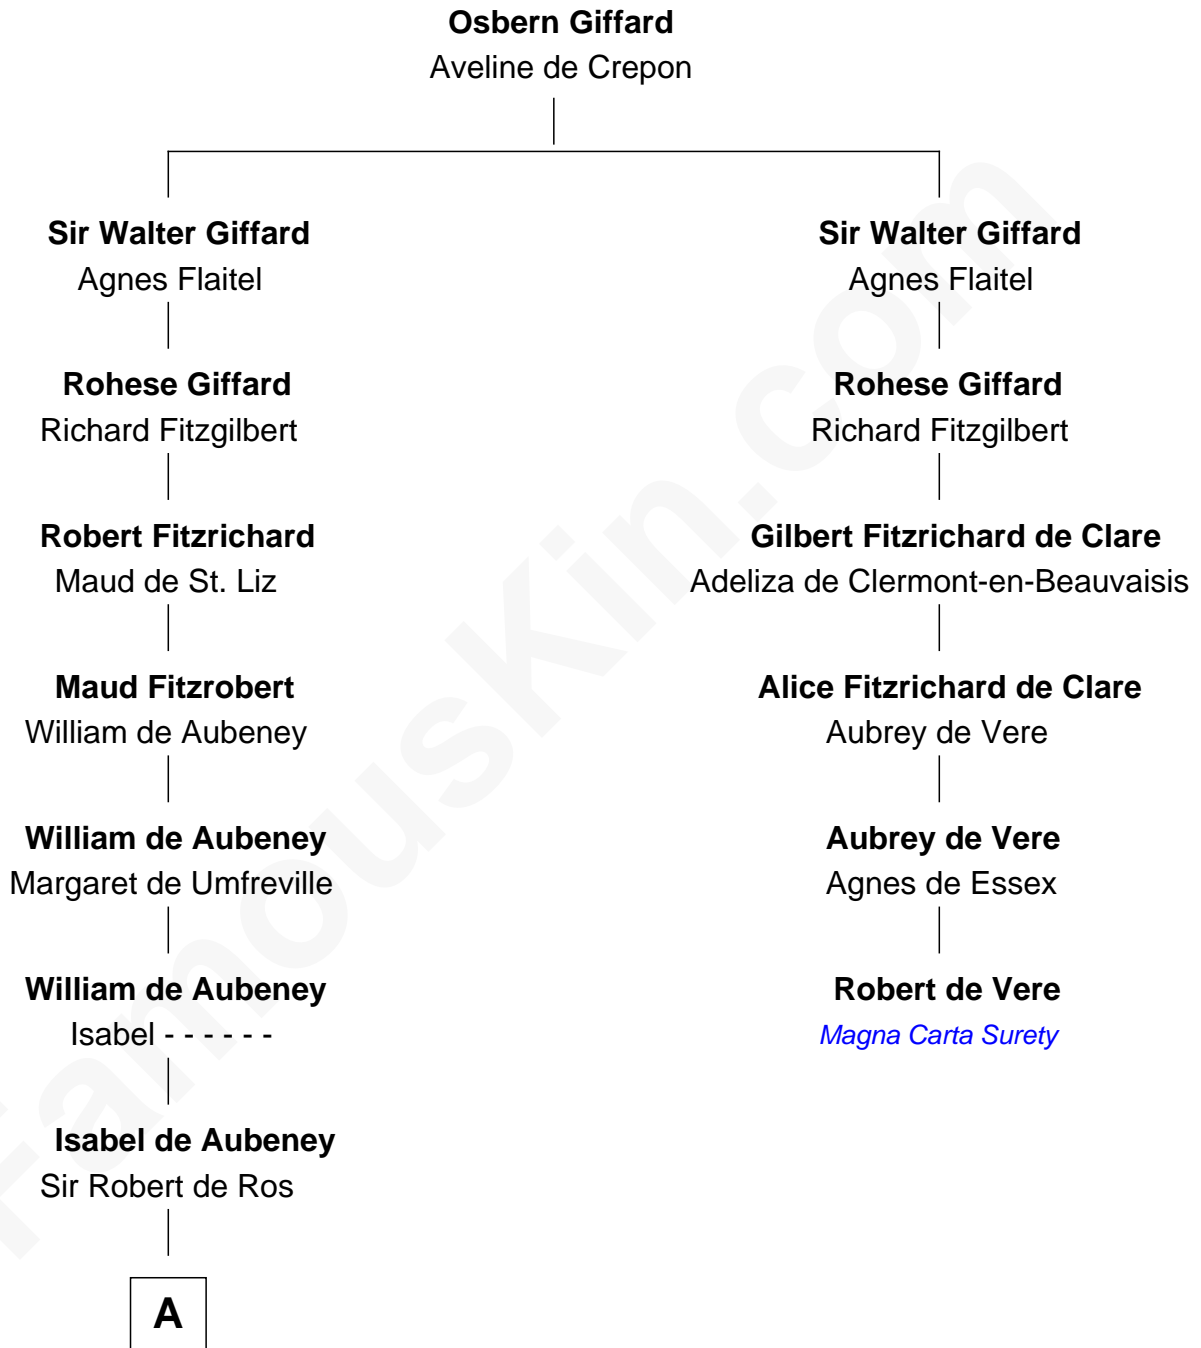 Osbern Giffard
Aveline de Crepon
Sir Walter Giffard
Agnes Flaitel
Sir Walter Giffard
Agnes Flaitel
Rohese Giffard
Richard Fitzgilbert
Rohese Giffard
Richard Fitzgilbert
Robert Fitzrichard
Maud de St. Liz
Gilbert Fitzrichard de Clare
Adeliza de Clermont-en-Beauvaisis
Maud Fitzrobert
William de Aubeney
Alice Fitzrichard de Clare
Aubrey de Vere
William de Aubeney
Margaret de Umfreville
Aubrey de Vere
Agnes de Essex
William de Aubeney
Isabel - - - - - -
Robert de Vere
Magna Carta Surety
Isabel de Aubeney
Sir Robert de Ros
A
FamousKin.com